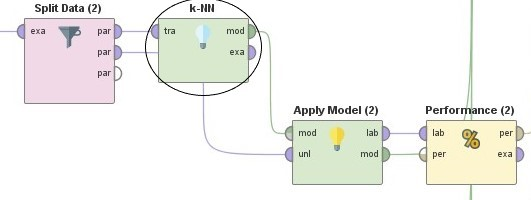 Split Data (2)
exa
par
par
par
k-NN
tra
mod
exa
Apply Model (2)
mod
lab
unl
mod
Performance (2)
lab
per
per
exa
%